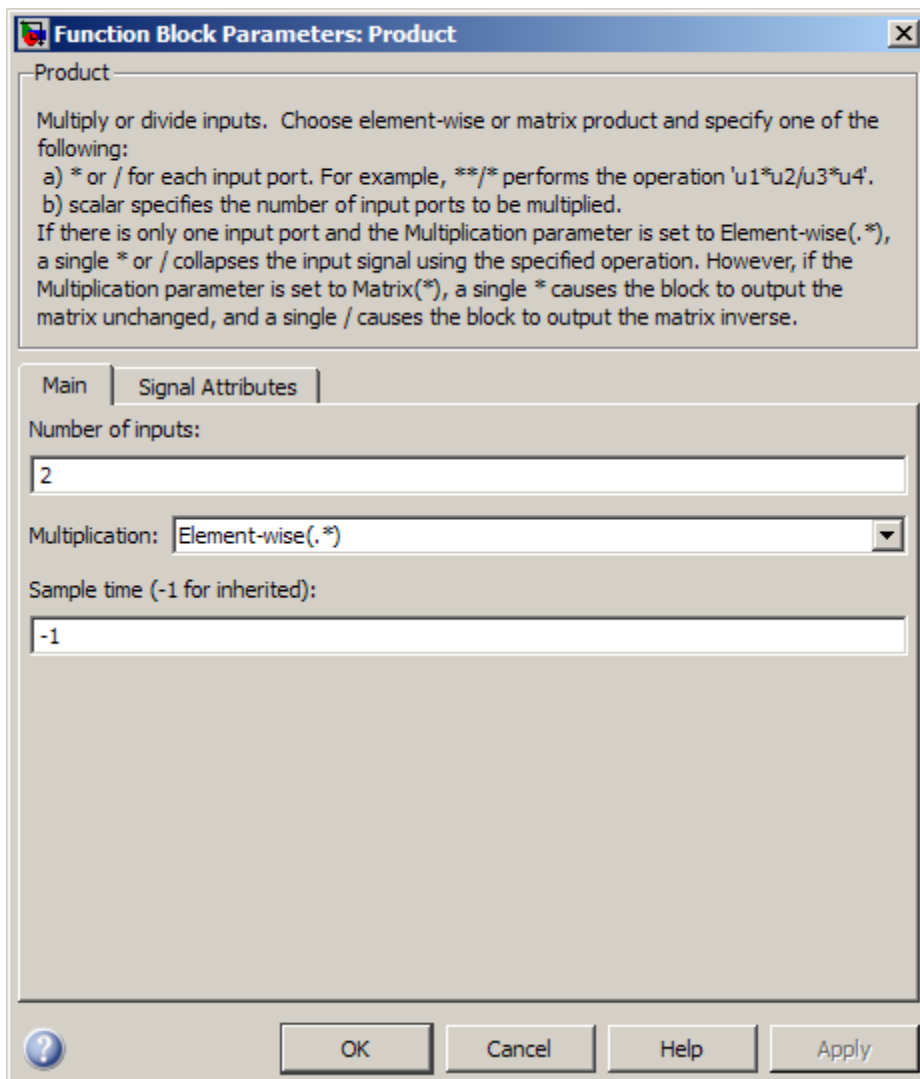 Function Block Parameters: Product
Product
Multiply or divide inputs.  Choose element-wise or matrix product and specify one of the
following:
a) * or / for each input port. For example, **/* performs the operation 'u1*u2/u3*u4'.
b) scalar specifies the number of input ports to be multiplied.
If there is only one input port and the Multiplication parameter is set to Element-wise(.*),
a single * or / collapses the input signal using the specified operation. However, if the
Multiplication parameter is set to Matrix(*), a single * causes the block to output the
matrix unchanged, and a single / causes the block to output the matrix inverse.
Main Signal Attributes
Number of inputs:
2
Multiplication: Element-wise(.*)
Sample time (-1 for inherited):
-1
? OK Cancel Help Apply